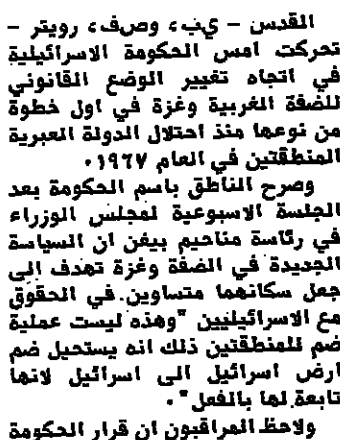 القدس – ي.ب، وص.ف، رويتر –
تحركت امس الحكومة الاسرائيلية
في اتجاه تغيير الوضع القانوني
للضفة الغربية وغزة في اول خطوة
من نوعها منذ احتلال الدولة العبرية
المنطقتين في العام ١٩٦٧.
وصرح الناطق باسم الحكومة بعد
الجلسة الاسبوعية لمجلس الوزراء
في رئاسة مناحيم بيغن ان السياسة
الجديدة في الضفة وغزة تهدف إلى
جعل سكانهما متساوين في الحقوق
مع الاسرائيليين "وهذه ليست عملية
ضم للمنطقتين ذلك انه يستحيل ضم
ارض اسرائيل الى اسرائيل لانها
تابعة لها بالفعل".
ولاحظ المراقبون ان قرار الحكومة